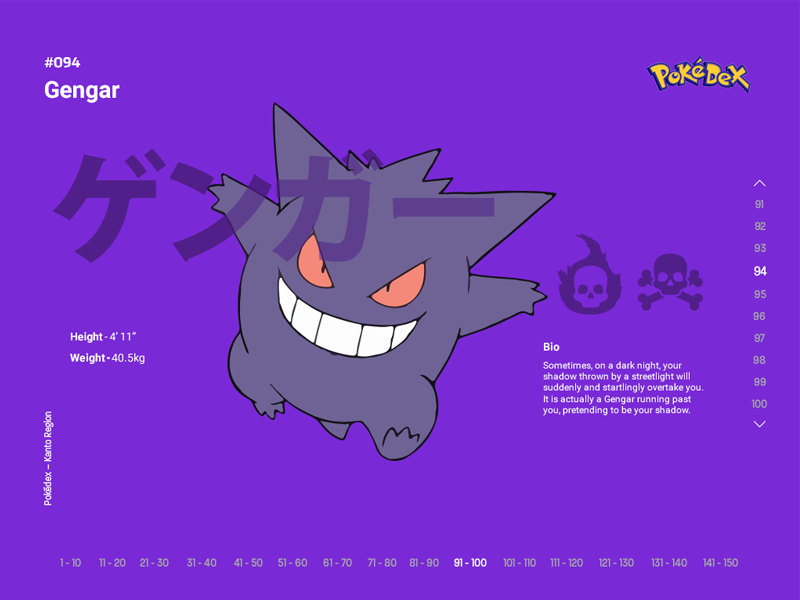 #094
Gengar
PokéDex
ゲンガー
91
92
93
94
95
96
97
98
99
100
Height - 4’ 11”
Weight - 40.5kg
Bio
Sometimes, on a dark night, your
shadow thrown by a streetlight will
suddenly and startlingly overtake you.
It is actually a Gengar running past
you, pretending to be your shadow.
Pokédex – Kanto Region
1 - 10
11 - 20
21 - 30
31 - 40
41 - 50
51 - 60
61 - 70
71 - 80
81 - 90
91 - 100
101 - 110
111 - 120
121 - 130
131 - 140
141 - 150